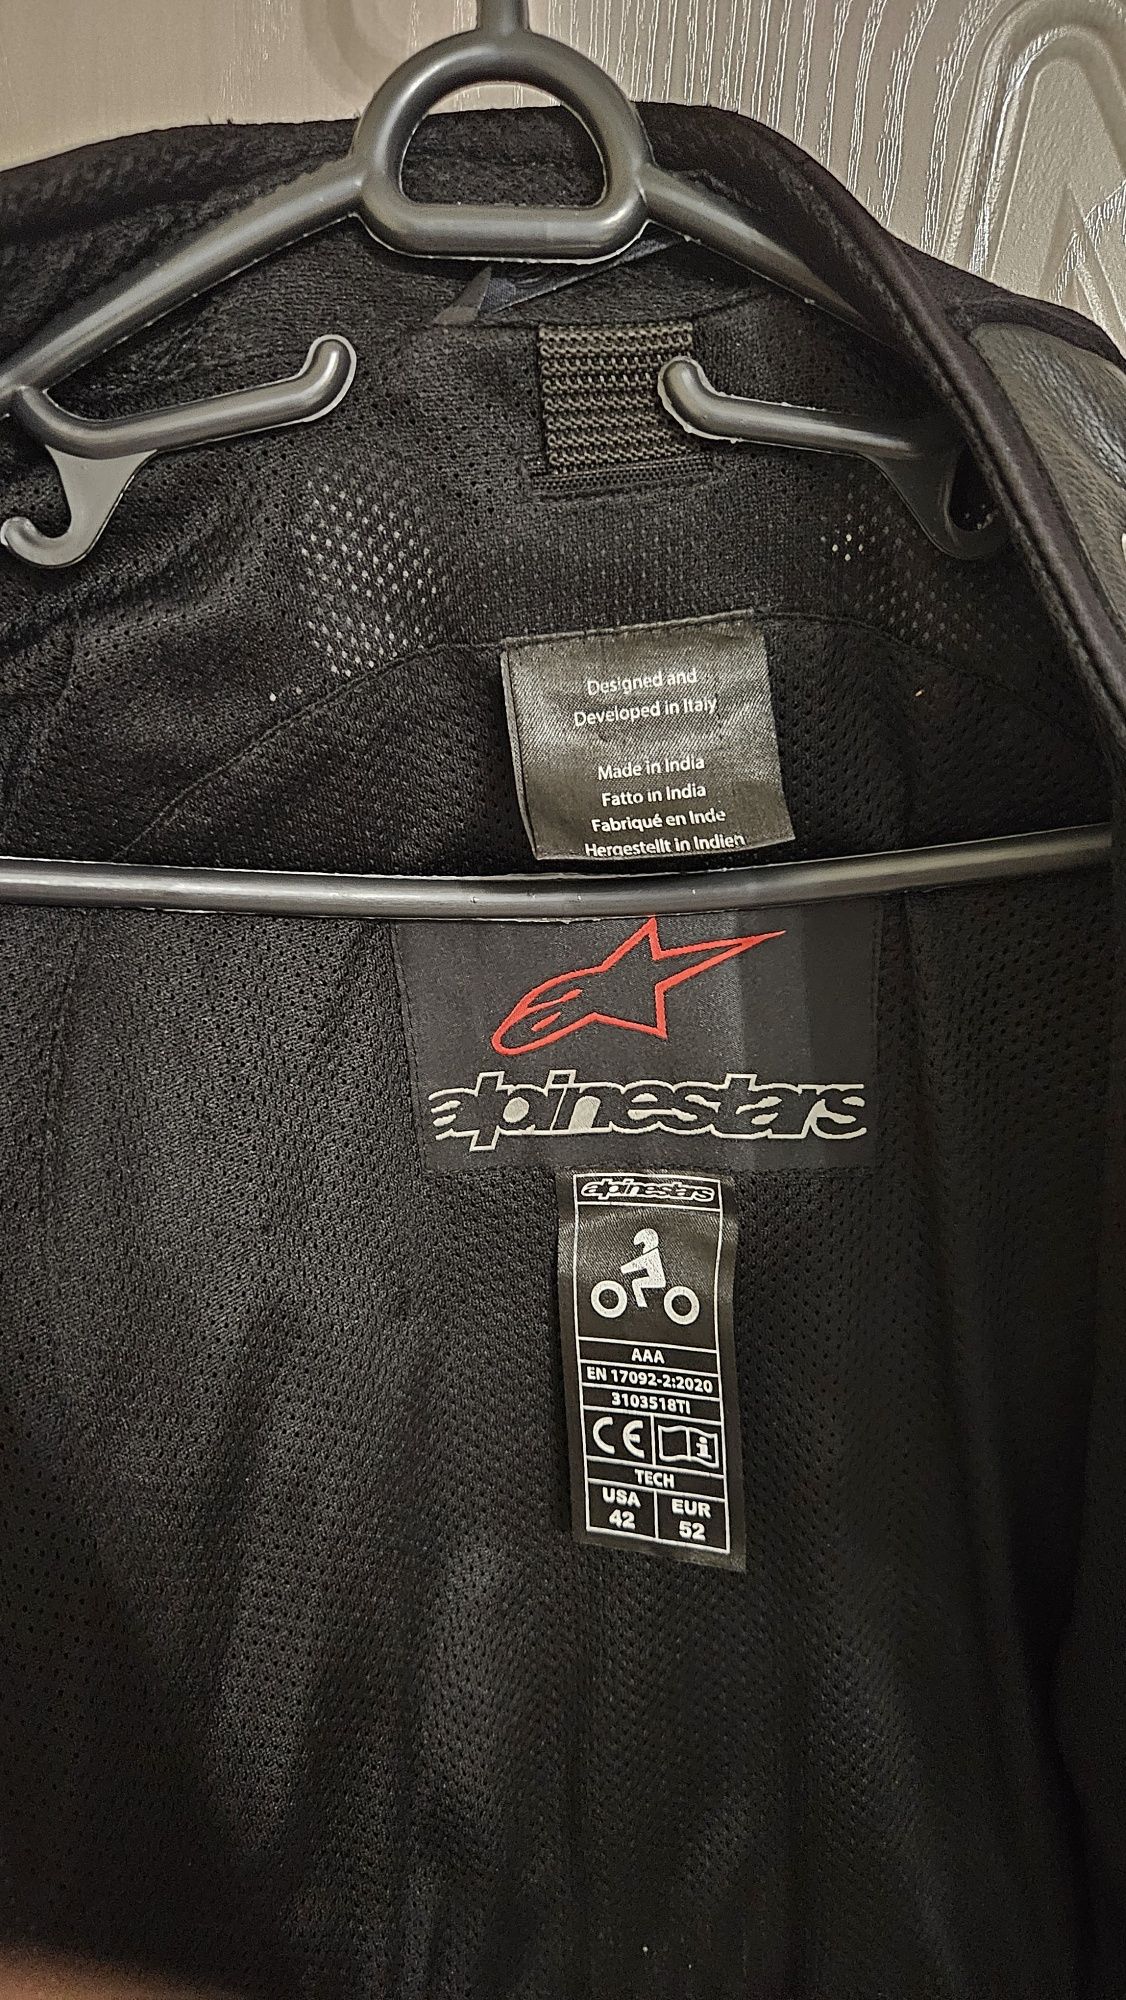 Designed and
Developed in Italy
Made in India
Fatto in India
Fabriqué en Inde
Hergestellt in Indien
alpinestars
alpinestars
AAA
EN 17092-2:2020
3103518TI
CE i
TECH
USA EUR
42 52